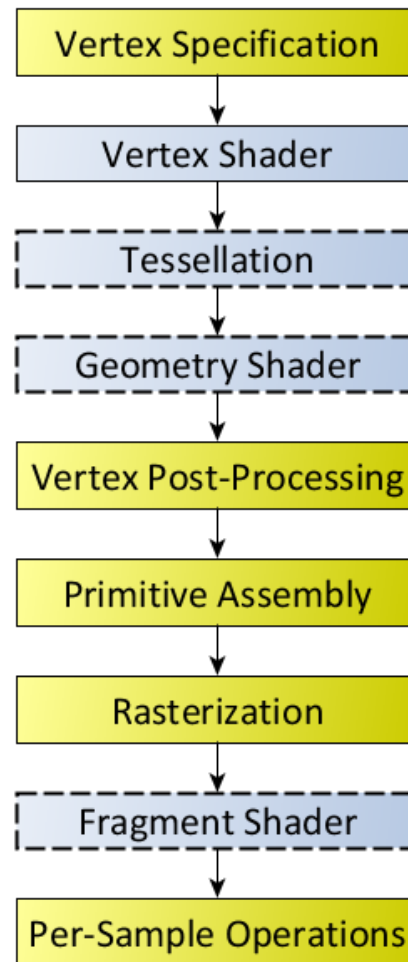 Vertex Specification
Vertex Shader
Tessellation
Geometry Shader
Vertex Post-Processing
Primitive Assembly
Rasterization
Fragment Shader
Per-Sample Operations